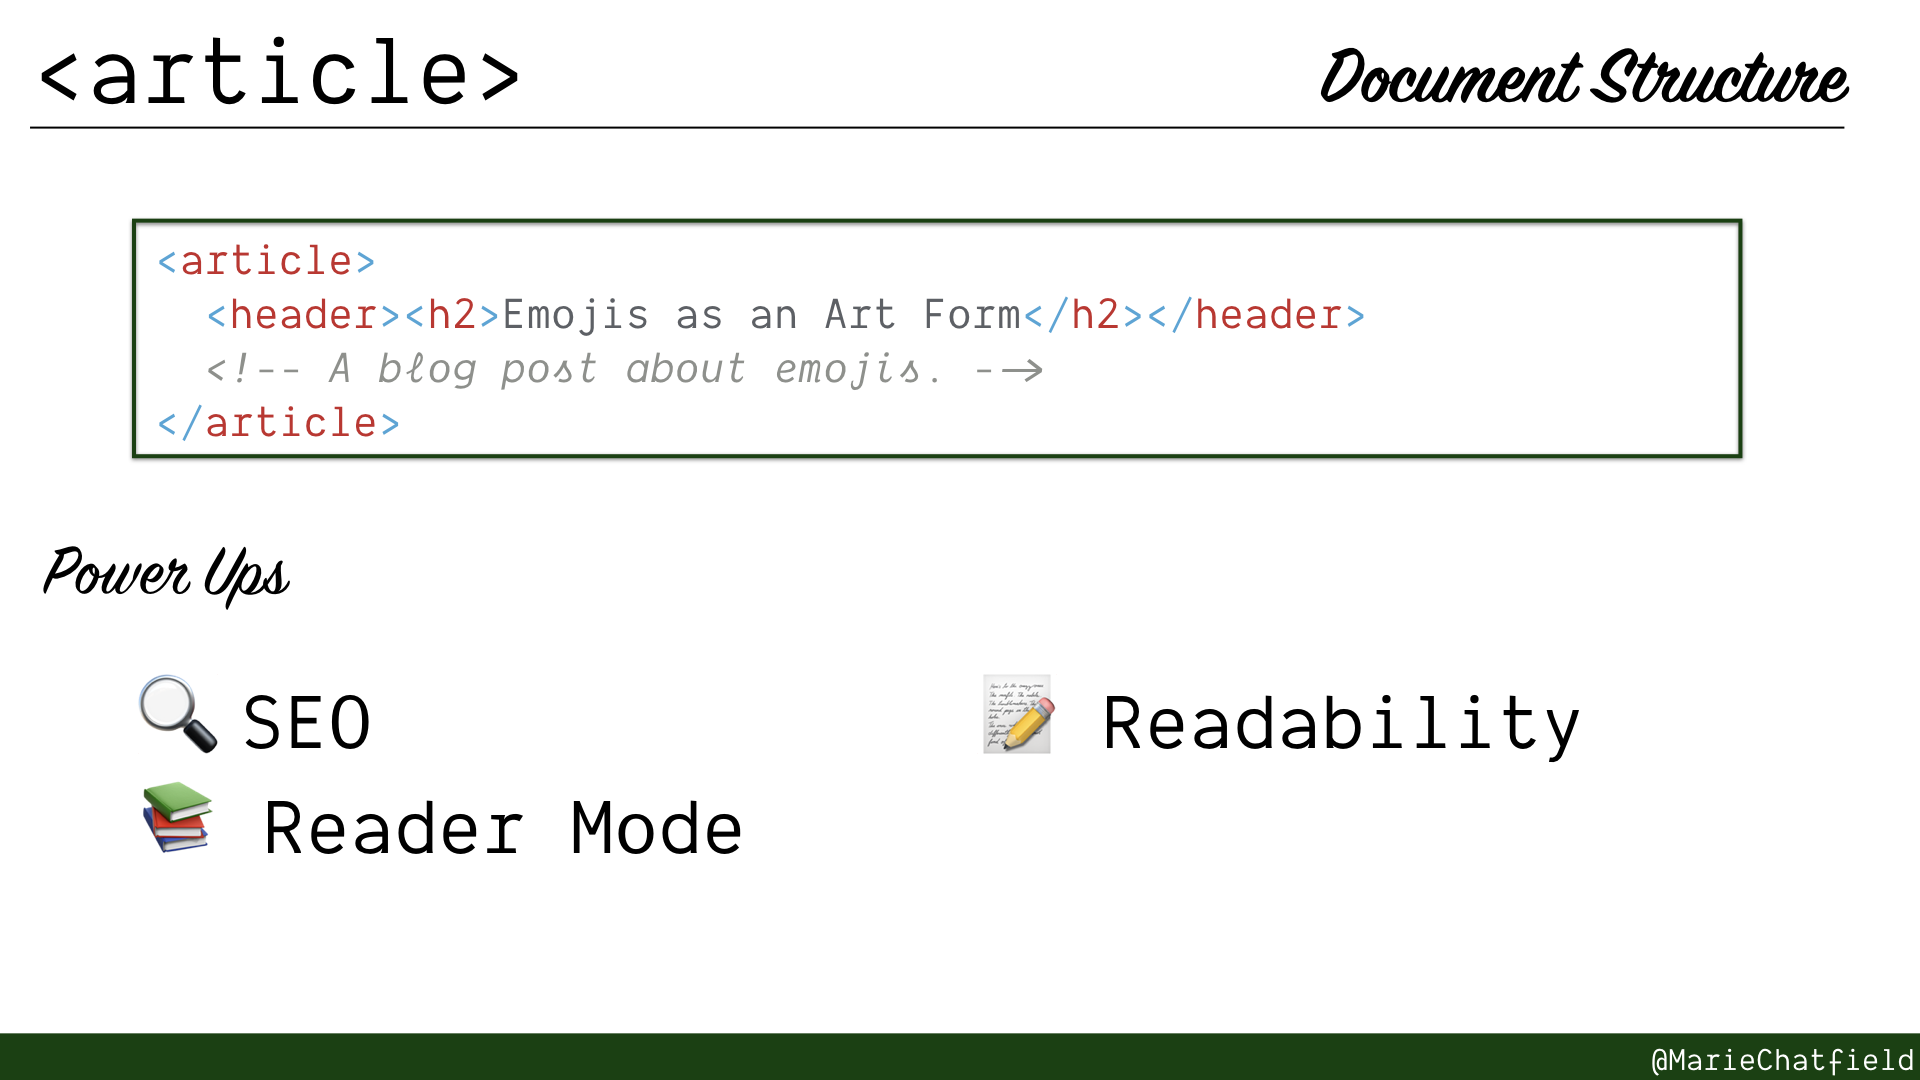 <article>
Document Structure
<article>
  <header><h2>Emojis as an Art Form</h2></header>
  <!-- A blog post about emojis. -->
</article>
Power Ups
🔍 SEO
📝 Readability
📚 Reader Mode
@MarieChatfield